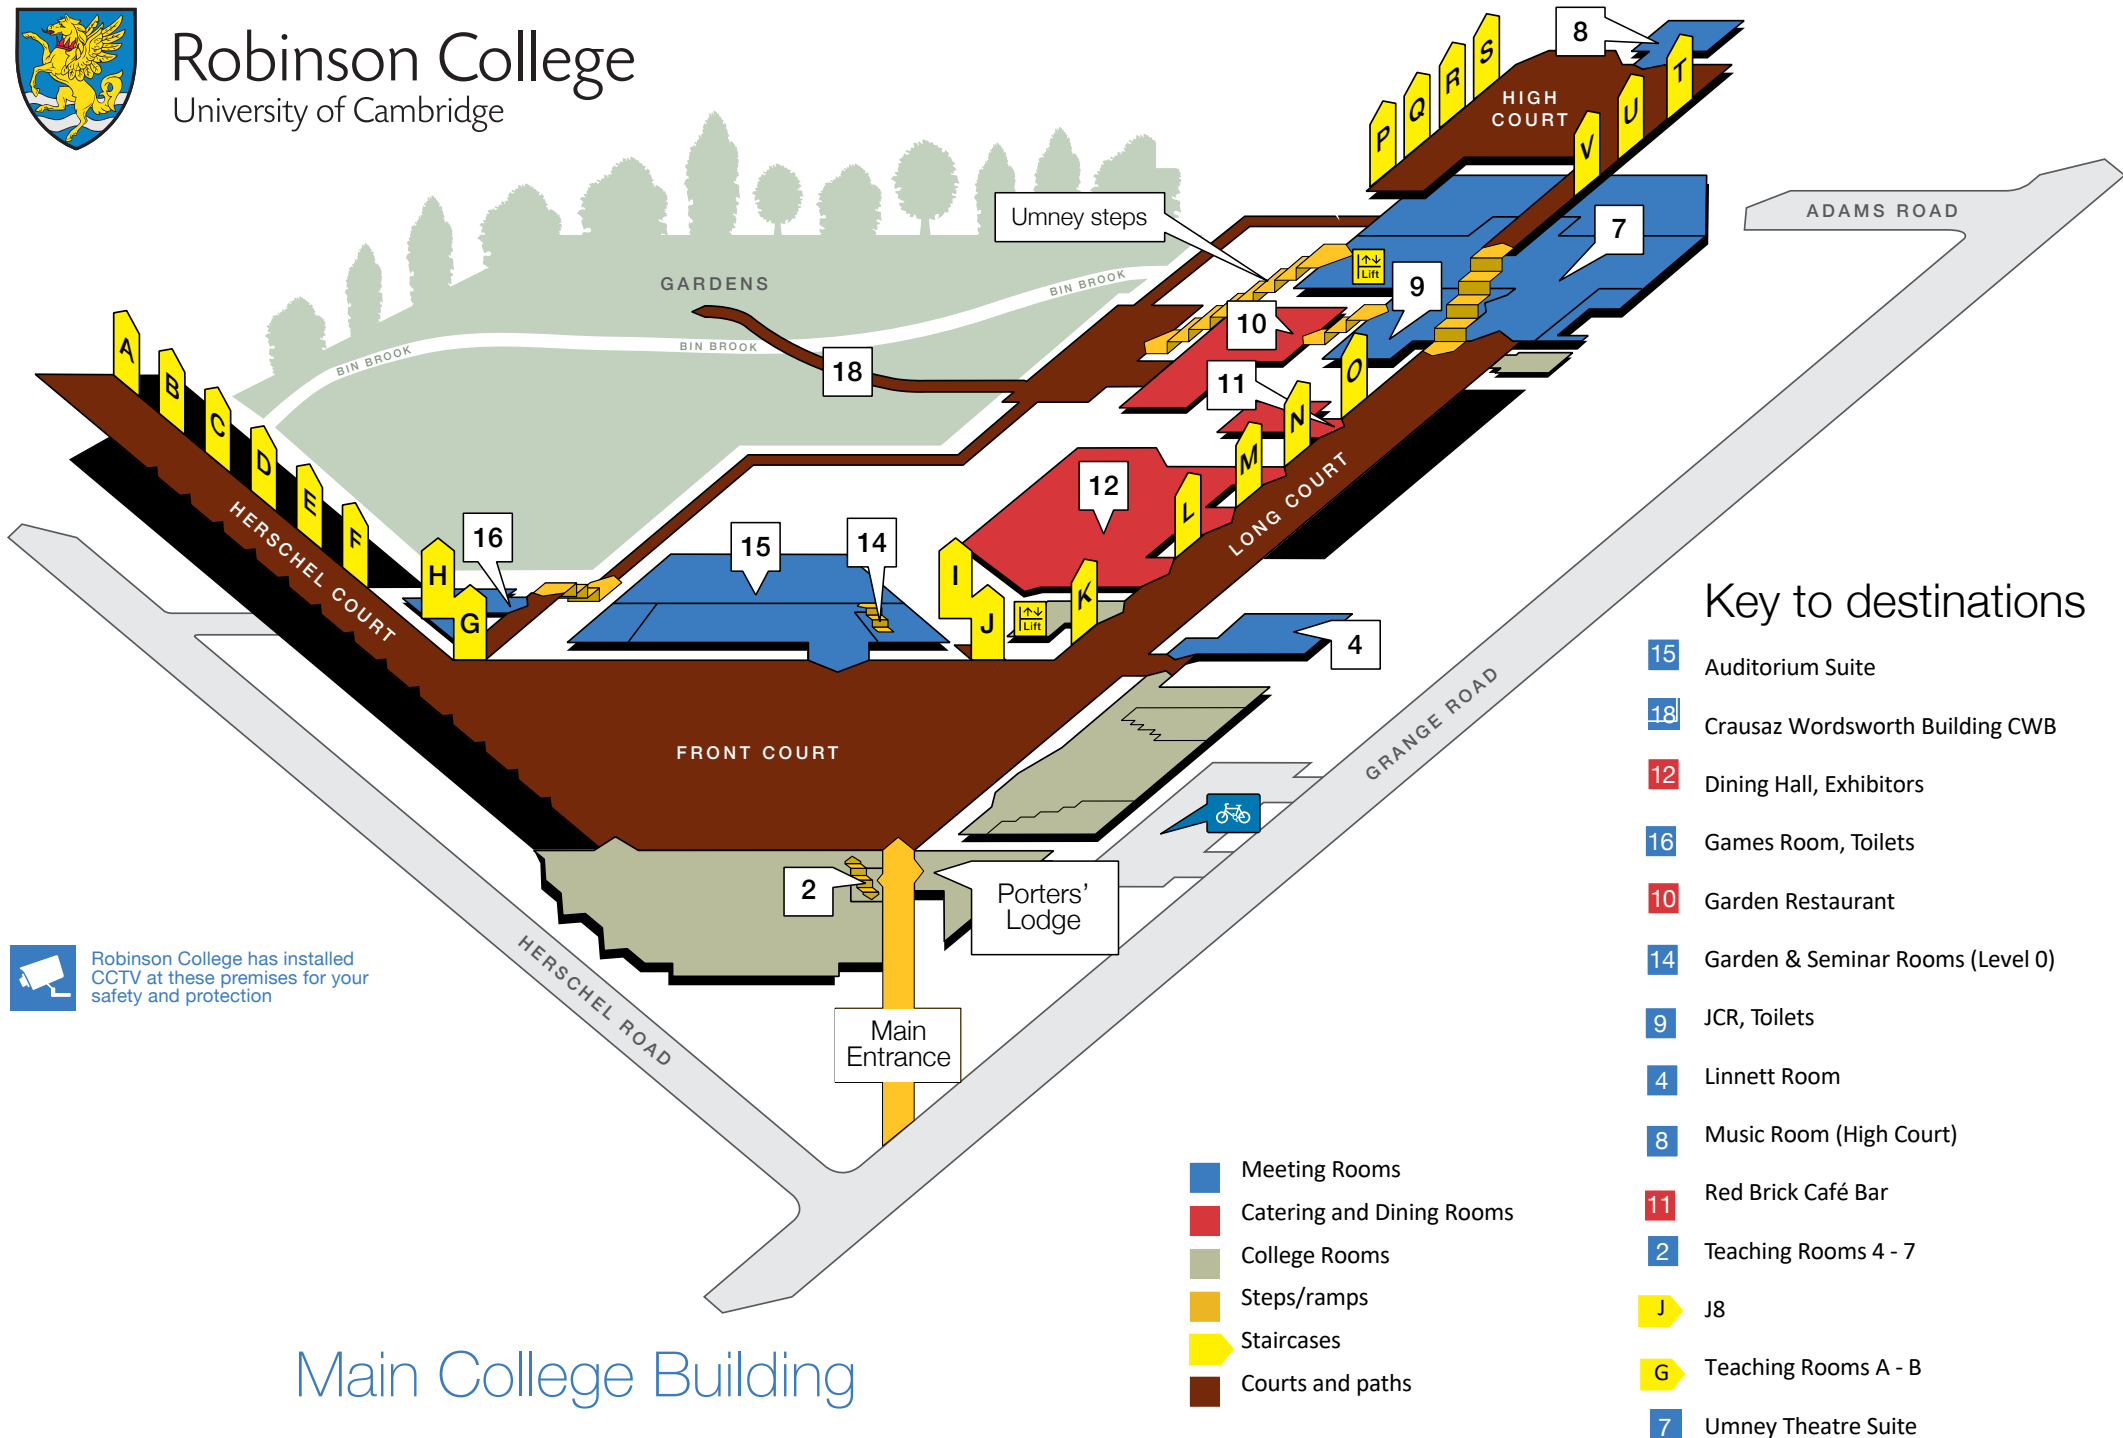 Robinson College
University of Cambridge
8
S
R
Q
P
T
U
V
HIGH
COURT
ADAMS ROAD
Umney steps
7
GARDENS
BIN BROOK
BIN BROOK
BIN BROOK
Lift
9
10
18
11
O
N
M
L
K
A
B
C
D
E
F
12
LONG COURT
HERSCHEL COURT
16
15
14
H
G
I
J
Lift
4
Key to destinations
15 Auditorium Suite
18 Crausaz Wordsworth Building CWB
12 Dining Hall, Exhibitors
16 Games Room, Toilets
10 Garden Restaurant
14 Garden & Seminar Rooms (Level 0)
9 JCR, Toilets
4 Linnett Room
8 Music Room (High Court)
11 Red Brick Café Bar
2 Teaching Rooms 4 - 7
J J8
G Teaching Rooms A - B
7 Umney Theatre Suite
FRONT COURT
GRANGE ROAD
2
Porters’
Lodge
HERSCHEL ROAD
Main
Entrance
Robinson College has installed
CCTV at these premises for your
safety and protection
Meeting Rooms
Catering and Dining Rooms
College Rooms
Steps/ramps
Staircases
Courts and paths
Main College Building